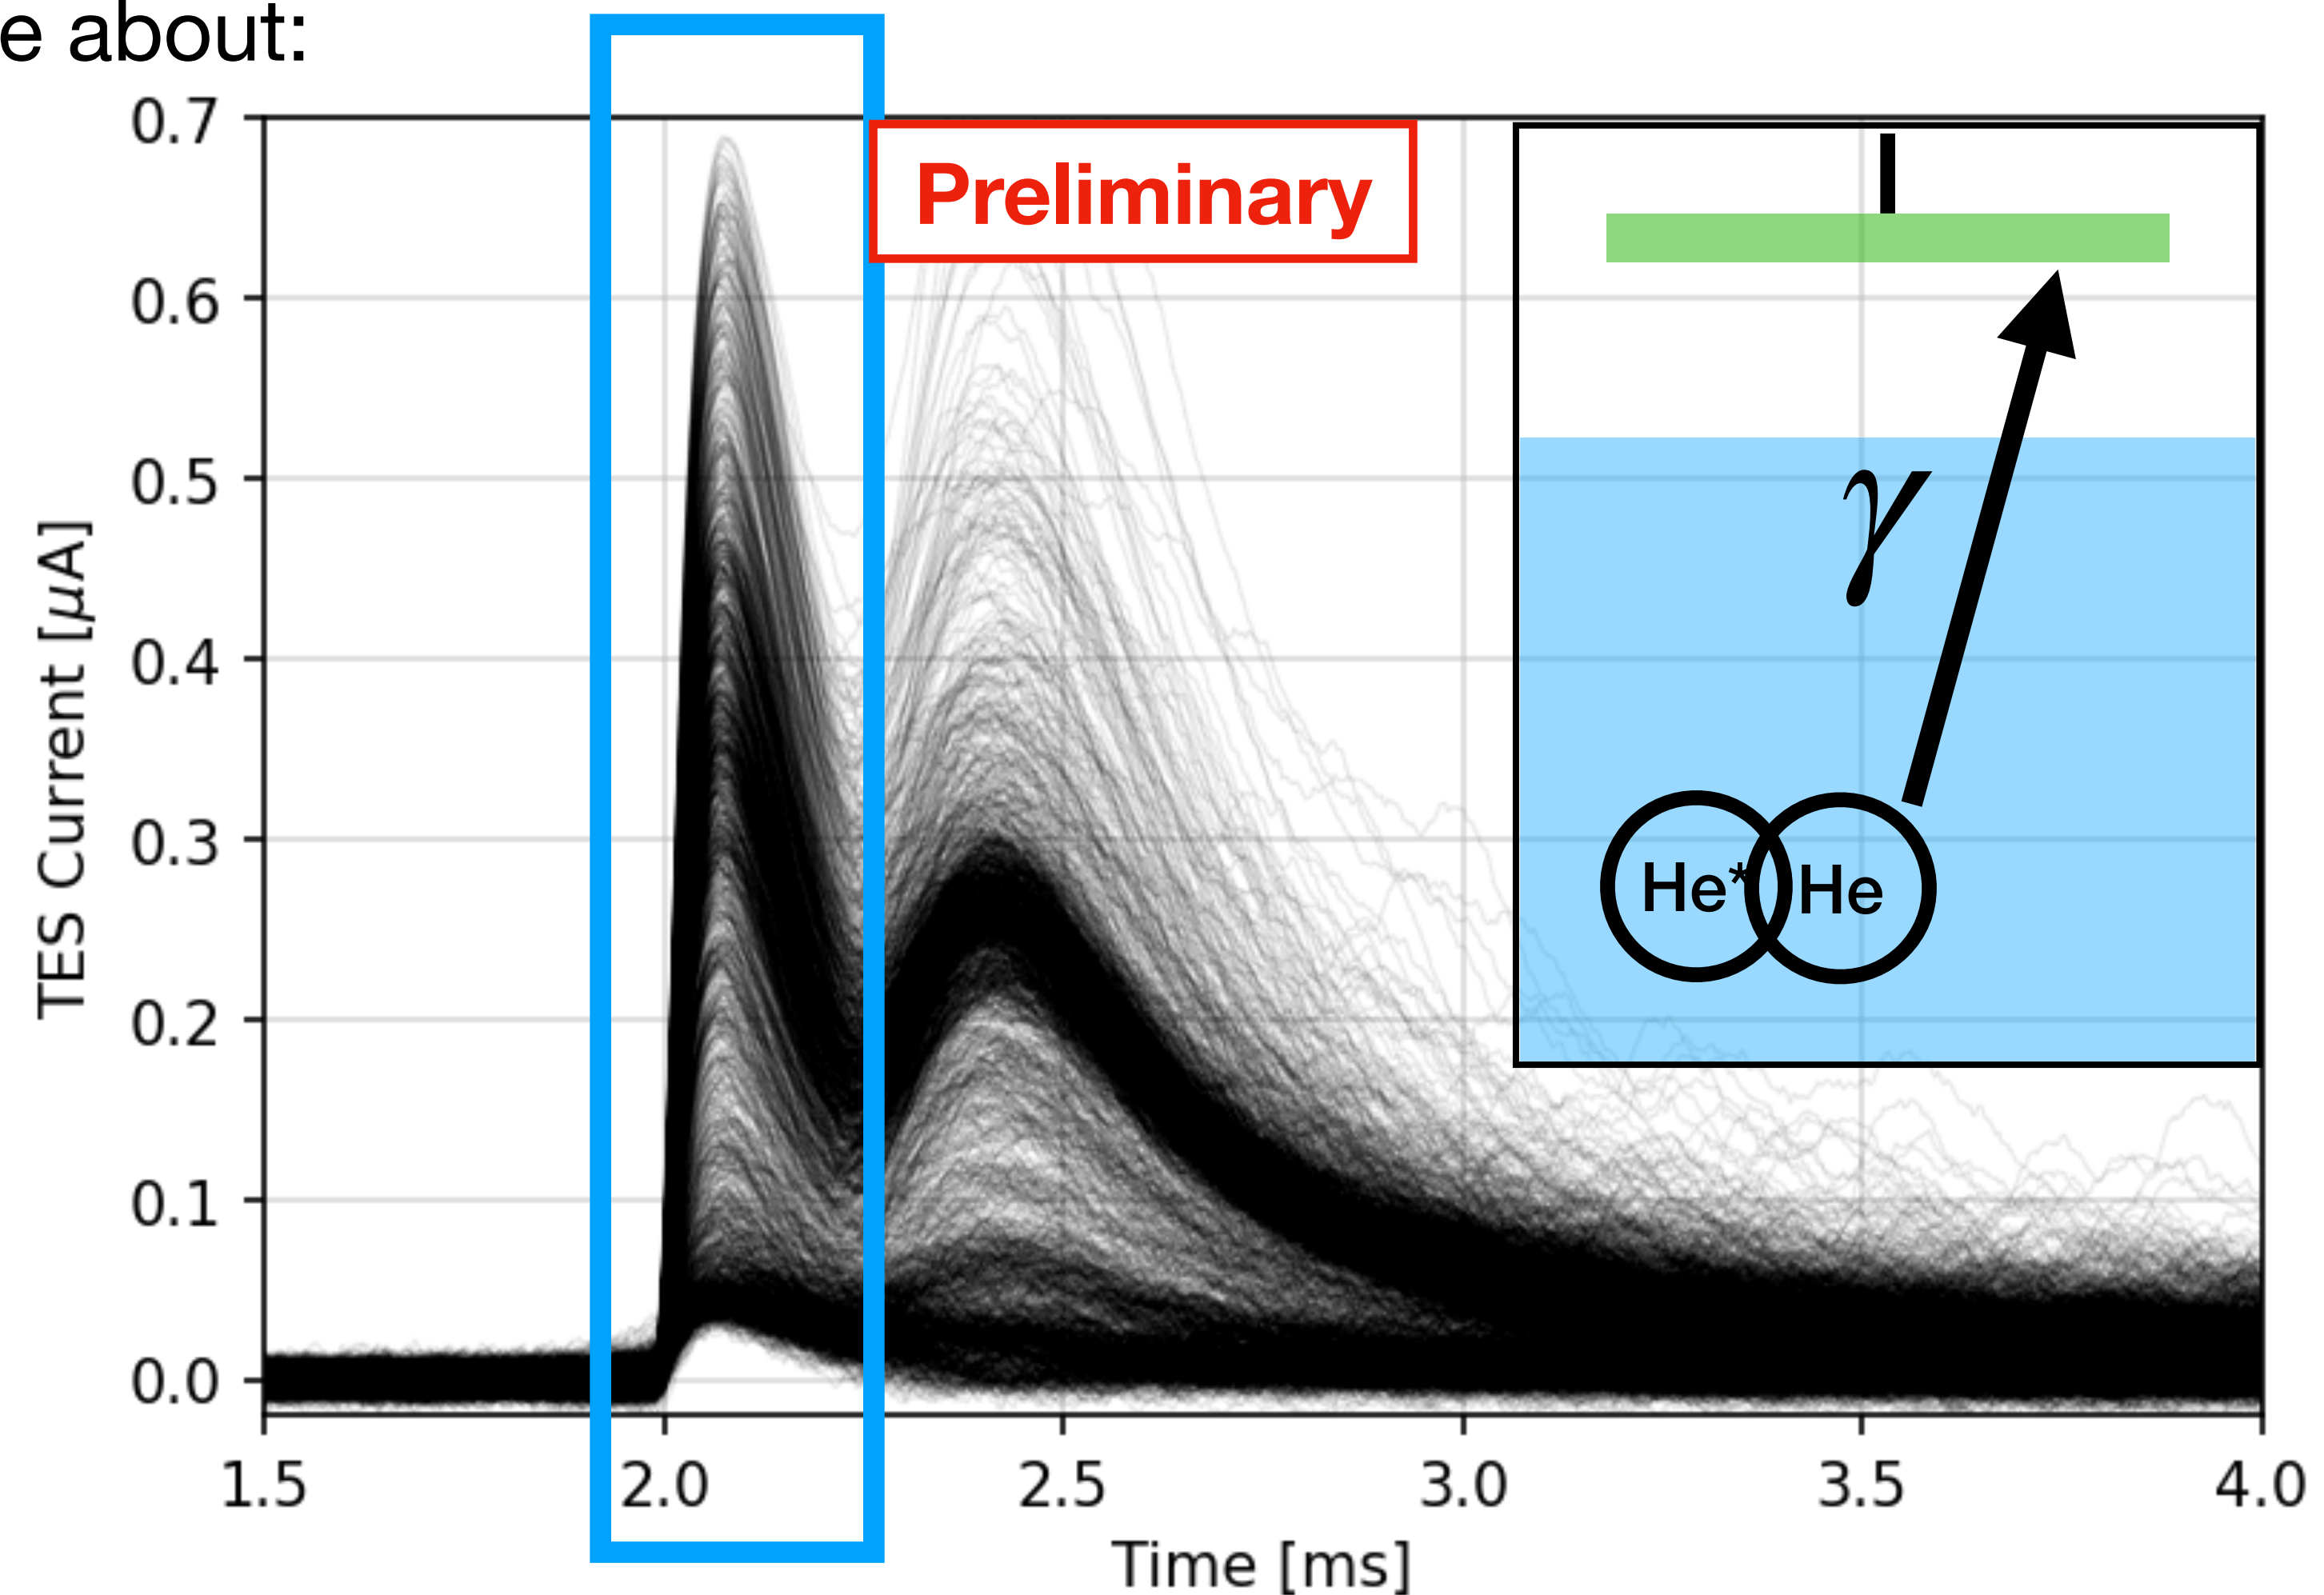 e about:
0.7
Preliminary
0.6
0.5
0.4
0.3
0.2
0.1
0.0
TES Current [μA]
γ
He* He
1.5 2.0 2.5 3.0 3.5 4.0
Time [ms]